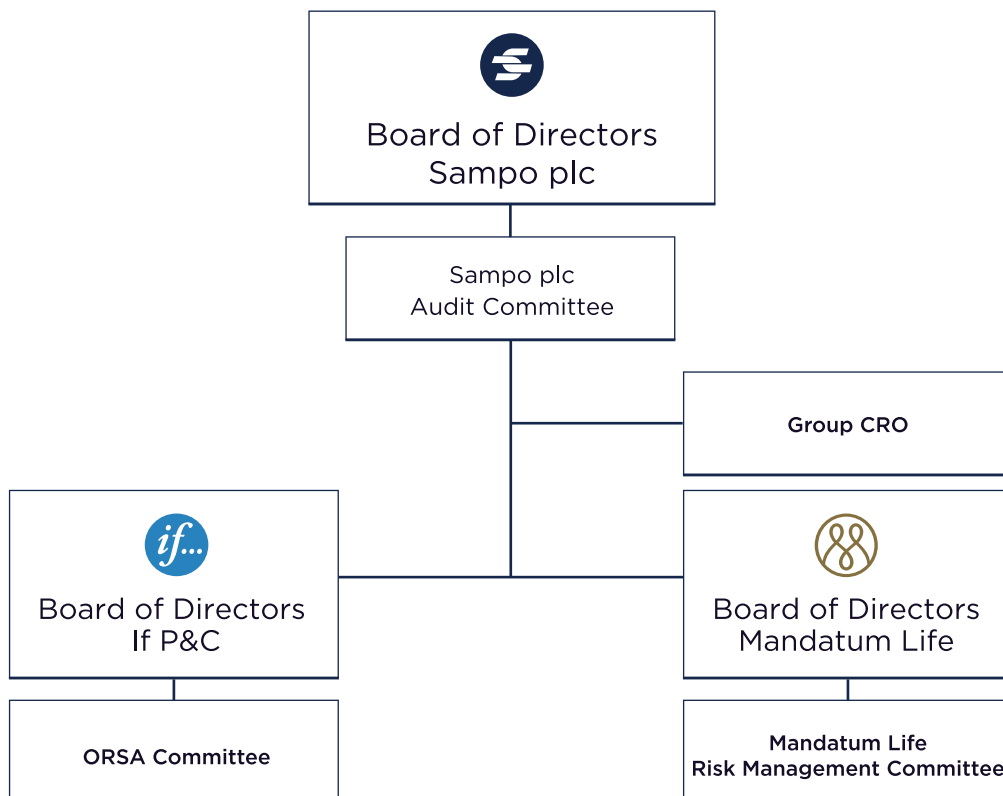 Board of Directors
Sampo plc
Sampo plc
Audit Committee
Group CRO
if...
Board of Directors
If P&C
Board of Directors
Mandatum Life
ORSA Committee
Mandatum Life
Risk Management Committee